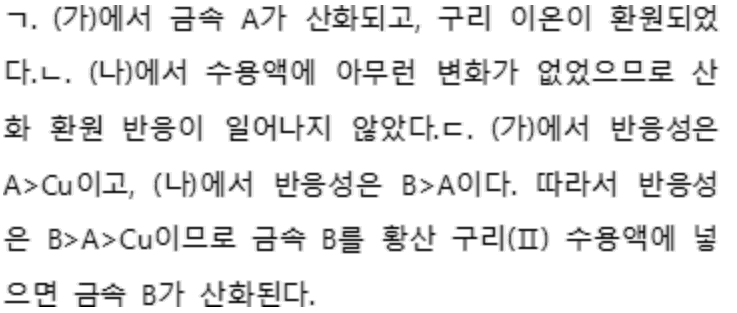 ㄱ. (가)에서 금속 A가 산화되고, 구리 이온이 환원되었
다.ㄴ. (나)에서 수용액에 아무런 변화가 없었으므로 산
화 환원 반응이 일어나지 않았다.ㄷ. (가)에서 반응성은
A>Cu이고, (나)에서 반응성은 B>A이다. 따라서 반응성
은 B>A>Cu이므로 금속 B를 황산 구리(Ⅱ) 수용액에 넣
으면 금속 B가 산화된다.